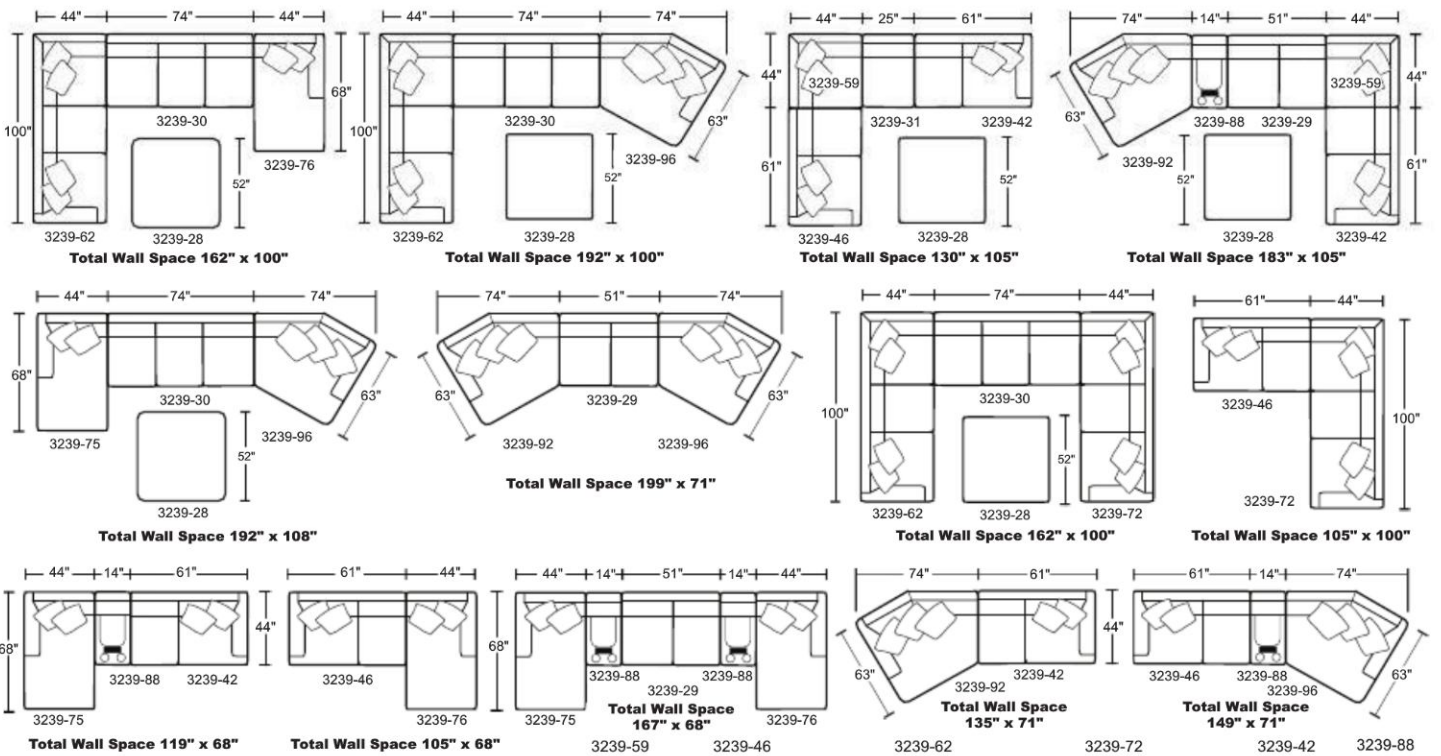 44" 74" 44"
100"
68"
3239-30
3239-76
52"
3239-62
3239-28
Total Wall Space 162" x 100"
44" 74" 74"
100"
63"
3239-30
3239-96
52"
3239-62
3239-28
Total Wall Space 192" x 100"
44" 25" 61"
44"
3239-59
3239-31
3239-42
61"
52"
3239-46
3239-28
Total Wall Space 130" x 105"
74" 14" 51" 44"
44"
3239-59
63"
3239-88
3239-29
3239-92
61"
52"
3239-28
3239-42
Total Wall Space 183" x 105"
44" 74" 74"
68"
63"
3239-30
3239-75
3239-96
52"
3239-28
Total Wall Space 192" x 108"
74" 51" 74"
63"
63"
3239-29
3239-92
3239-96
Total Wall Space 199" x 71"
44" 74" 44"
100"
3239-30
52"
3239-62
3239-28
3239-72
Total Wall Space 162" x 100"
61" 44"
3239-46
100"
3239-72
Total Wall Space 105" x 100"
44" 14" 61"
68"
44"
3239-88
3239-42
3239-75
Total Wall Space 119" x 68"
61" 44"
68"
3239-46
3239-76
Total Wall Space 105" x 68"
44" 14" 51" 14" 44"
68"
3239-88
3239-88
3239-29
3239-75
3239-76
Total Wall Space
167" x 68"
74" 61"
44"
63"
3239-42
3239-92
Total Wall Space
135" x 71"
61" 14" 74"
44"
63"
3239-46
3239-88
3239-96
Total Wall Space
149" x 71"
3239-59 3239-46 3239-62 3239-72 3239-42 3239-88